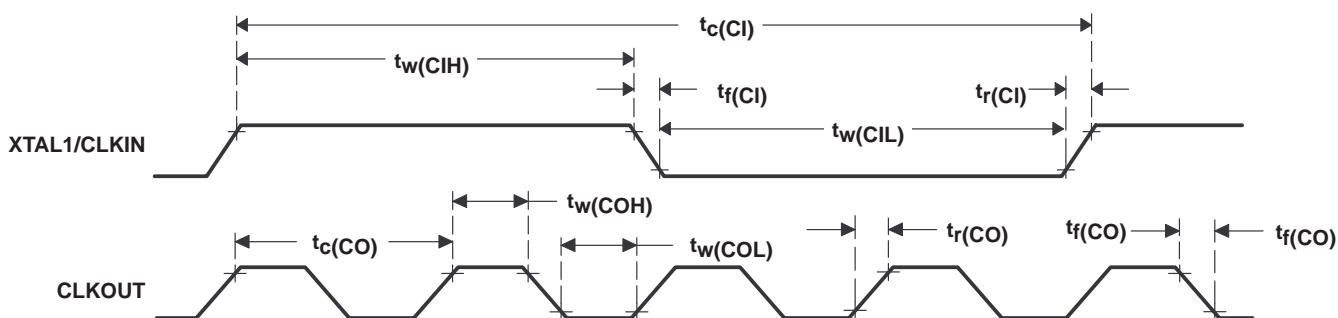 tc(CI)
tw(CIH)
tf(CI)
tr(CI)
XTAL1/CLKIN
tw(CIL)
tw(COH)
tc(CO)
tw(COL)
tr(CO)
tf(CO)
tf(CO)
CLKOUT